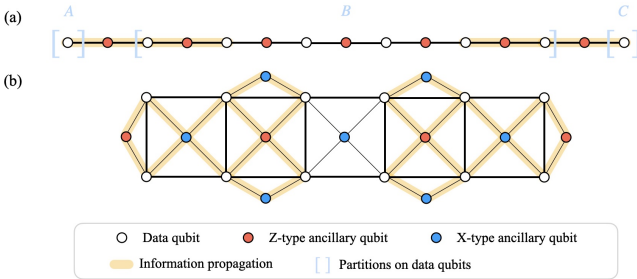 (a)
A B C
[ ] [ ] [ ]
(b)
Data qubit Z-type ancillary qubit X-type ancillary qubit
Information propagation [ ] Partitions on data qubits